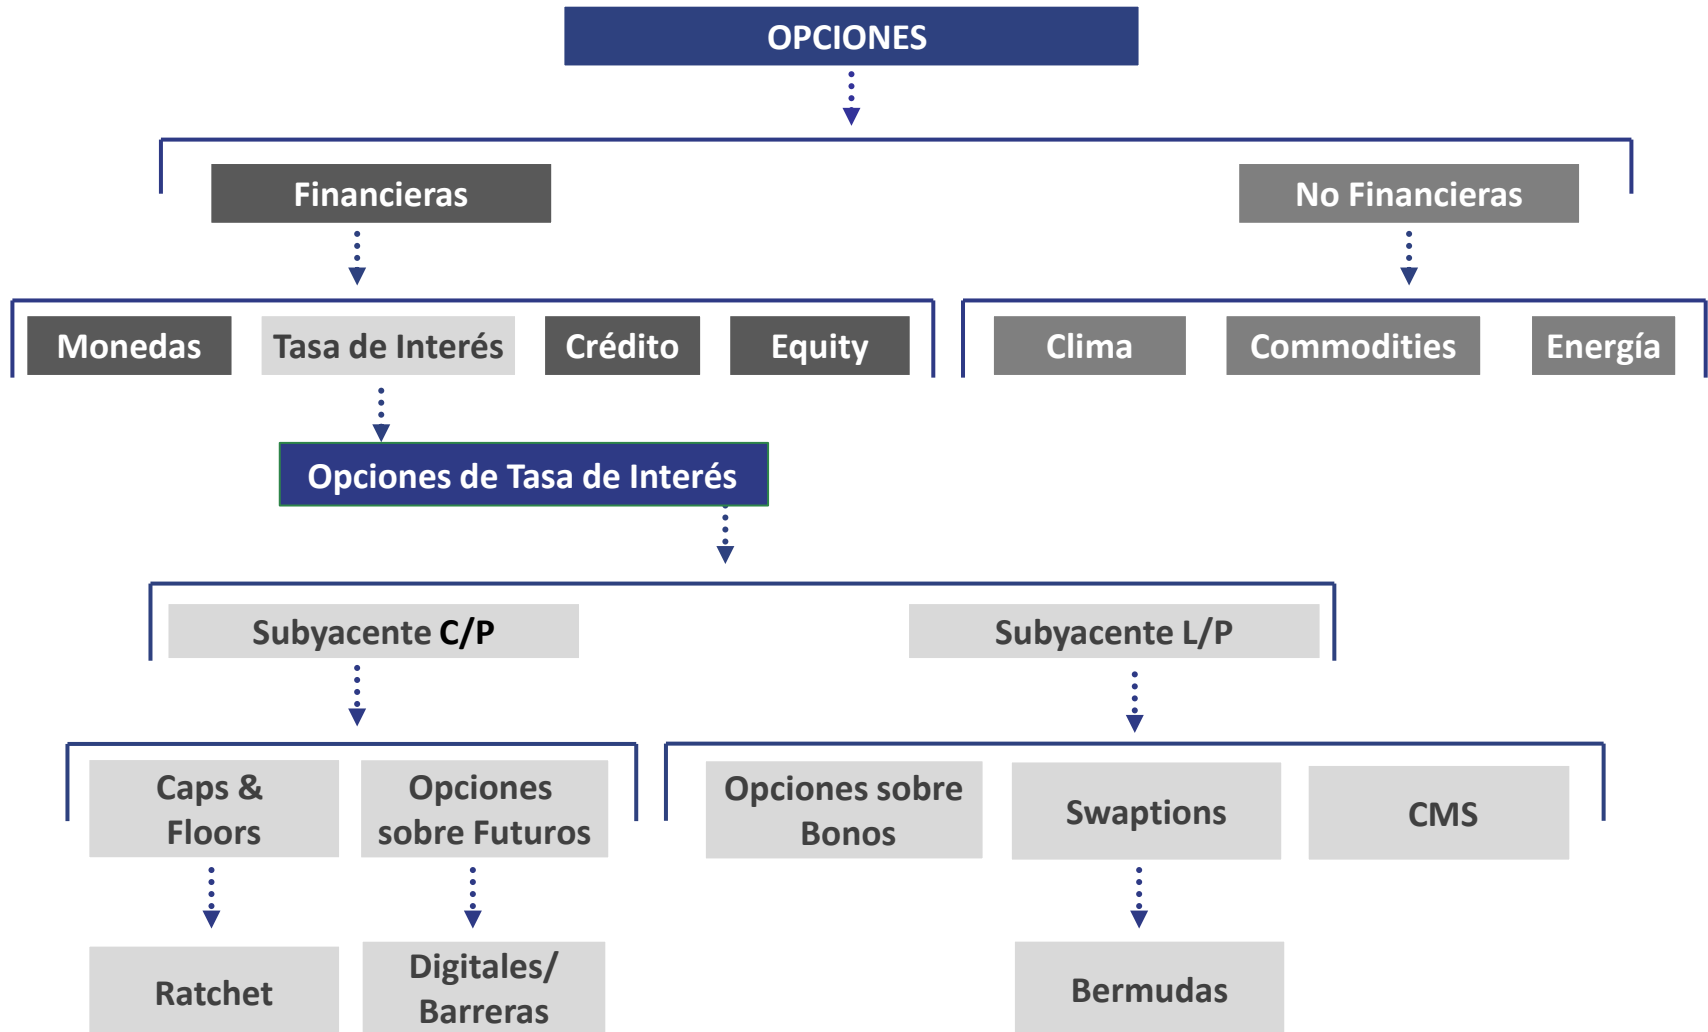 OPCIONES
Financieras
No Financieras
Monedas
Tasa de Interés
Crédito
Equity
Clima
Commodities
Energía
Opciones de Tasa de Interés
Subyacente C/P
Subyacente L/P
Caps &
Floors
Opciones
sobre Futuros
Opciones sobre
Bonos
Swaptions
CMS
Ratchet
Digitales/
Barreras
Bermudas